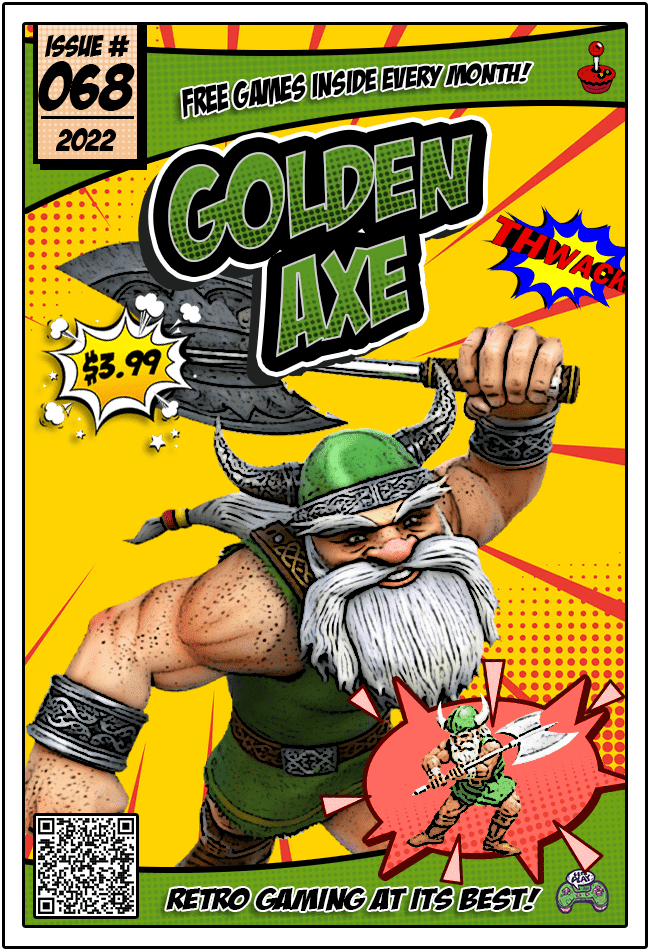 ISSUE #
068
2022
FREE GAMES INSIDE EVERY MONTH!
GOLDEN
AXE
THWACK
$3.99
RETRO GAMING AT ITS BEST!